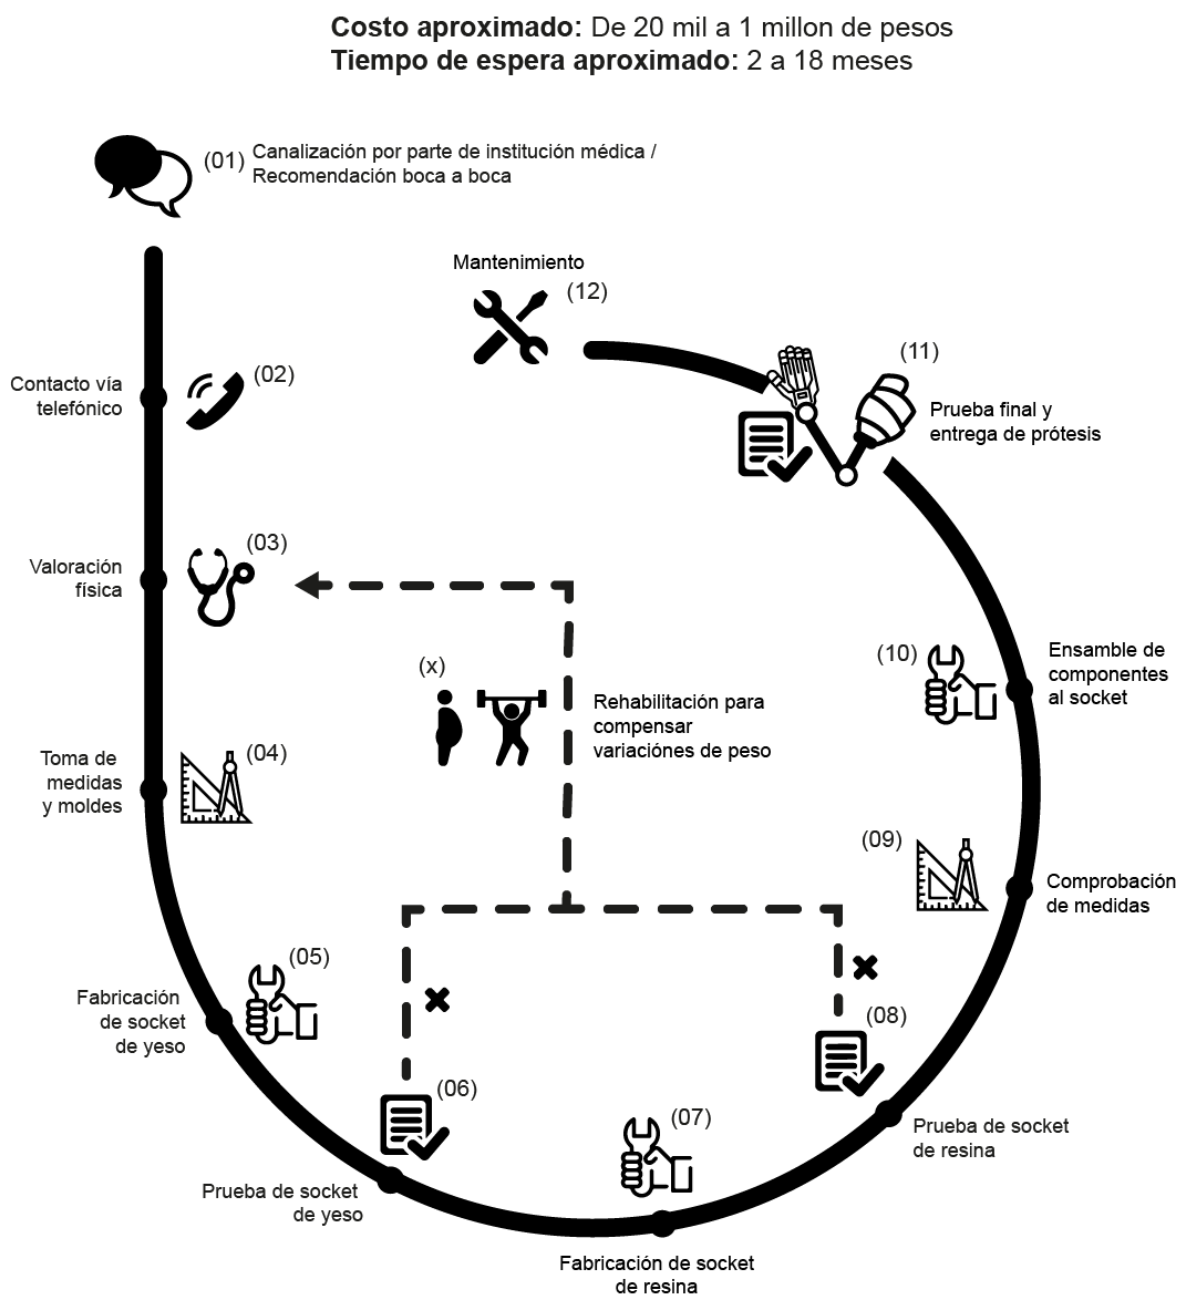 Costo aproximado: De 20 mil a 1 millon de pesos
Tiempo de espera aproximado: 2 a 18 meses
(01)
Canalización por parte de institución médica /
Recomendación boca a boca
(02)
Contacto vía
telefónico
(03)
Valoración
física
(04)
Toma de
medidas
y moldes
(05)
Fabricación
de socket
de yeso
(06)
Prueba de socket
de yeso
(07)
Fabricación de socket
de resina
(08)
Prueba de socket
de resina
(09)
Comprobación
de medidas
(10)
Ensamble de
componentes
al socket
(11)
Prueba final y
entrega de prótesis
Mantenimiento
(12)
(x)
Rehabilitación para
compensar
variaciónes de peso